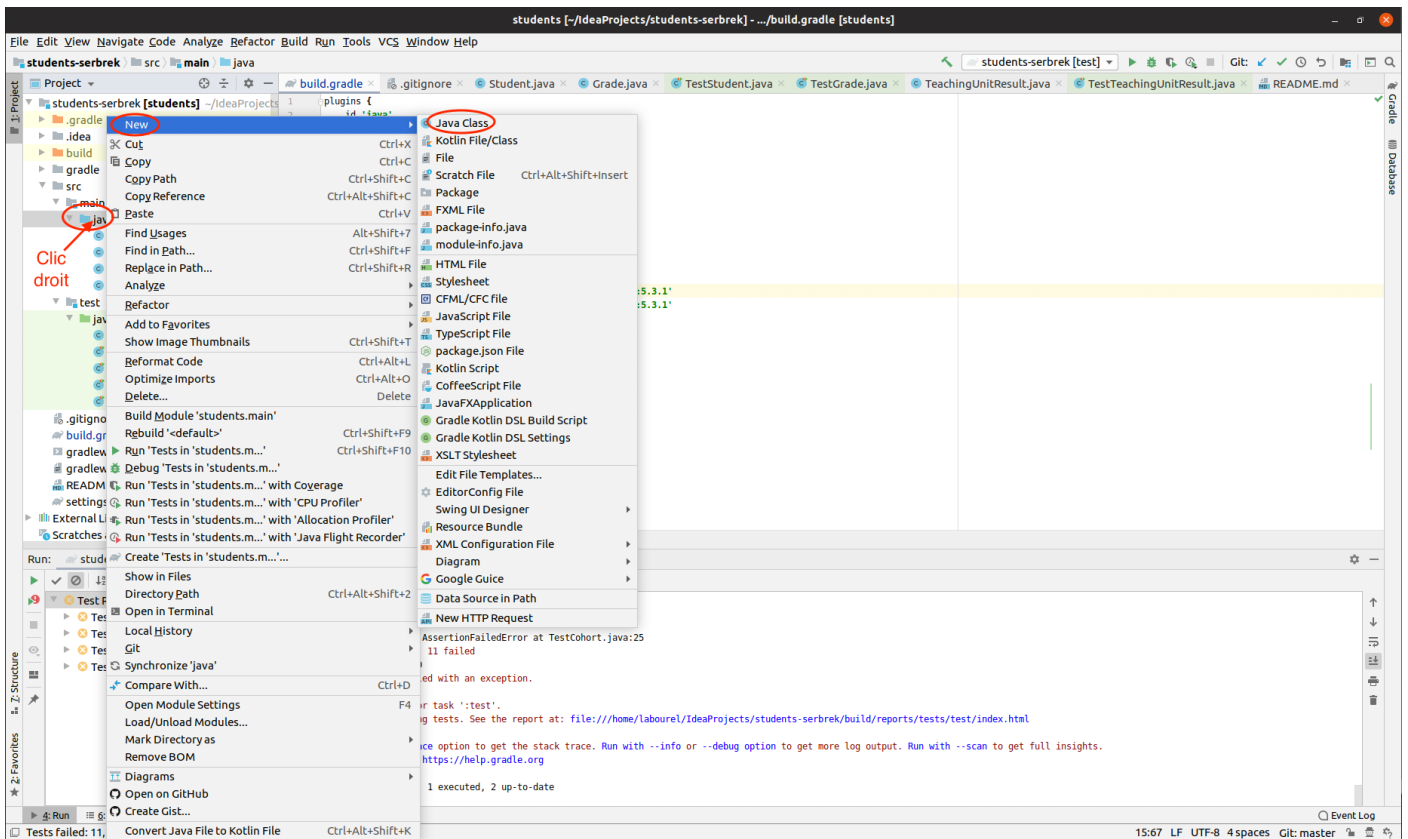 students [~/IdeaProjects/students-serbrek] - .../build.gradle [students]
File Edit View Navigate Code Analyze Refactor Build Run Tools VCS Window Help
students-serbrek src main java
students-serbrek [test]
Git:
1: Project
Project
build.gradle
.gitignore
Student.java
Grade.java
TestStudent.java
TestGrade.java
TeachingUnitResult.java
TestTeachingUnitResult.java
README.md
students-serbrek [students] ~/IdeaProjects
.gradle
.idea
build
gradle
src
main
jav
Clic
droit
test
jav
.gitigno
build.gr
gradlew
gradlew
READM
settings
External Li
Scratches
1 plugins {
2 id 'java'
New
Cut Ctrl+X
Copy Ctrl+C
Copy Path Ctrl+Shift+C
Copy Reference Ctrl+Alt+Shift+C
Paste Ctrl+V
Find Usages Alt+Shift+7
Find in Path... Ctrl+Shift+F
Replace in Path... Ctrl+Shift+R
Analyze
Refactor
Add to Favorites
Show Image Thumbnails Ctrl+Shift+T
Reformat Code Ctrl+Alt+L
Optimize Imports Ctrl+Alt+O
Delete... Delete
Build Module 'students.main'
Rebuild '<default>' Ctrl+Shift+F9
Run 'Tests in 'students.m...' Ctrl+Shift+F10
Debug 'Tests in 'students.m...'
Run 'Tests in 'students.m...' with Coverage
Run 'Tests in 'students.m...' with 'CPU Profiler'
Run 'Tests in 'students.m...' with 'Allocation Profiler'
Run 'Tests in 'students.m...' with 'Java Flight Recorder'
Create 'Tests in 'students.m...'...
Show in Files
Directory Path Ctrl+Alt+Shift+2
Open in Terminal
Local History
Git
Synchronize 'java'
Compare With... Ctrl+D
Open Module Settings F4
Load/Unload Modules...
Mark Directory as
Remove BOM
Diagrams
Open on GitHub
Create Gist...
Convert Java File to Kotlin File Ctrl+Alt+Shift+K
Java Class
Kotlin File/Class
File
Scratch File Ctrl+Alt+Shift+Insert
Package
FXML File
package-info.java
module-info.java
HTML File
Stylesheet
CFML/CFC file
JavaScript File
TypeScript File
package.json File
Kotlin Script
CoffeeScript File
JavaFXApplication
Gradle Kotlin DSL Build Script
Gradle Kotlin DSL Settings
XSLT Stylesheet
Edit File Templates...
EditorConfig File
Swing UI Designer
Resource Bundle
XML Configuration File
Diagram
Google Guice
Data Source in Path
New HTTP Request
:5.3.1'
:5.3.1'
Gradle
Database
Run: stude
Test R
Tes
Tes
Tes
Tes
AssertionFailedError at TestCohort.java:25
11 failed
ed with an exception.
or task ':test'.
g tests. See the report at: file:///home/labourel/IdeaProjects/students-serbrek/build/reports/tests/test/index.html
ce option to get the stack trace. Run with --info or --debug option to get more log output. Run with --scan to get full insights.
https://help.gradle.org
1 executed, 2 up-to-date
Z: Structure
2: Favorites
4: Run
6:
Event Log
Tests failed: 11,
15:67 LF UTF-8 4 spaces Git: master